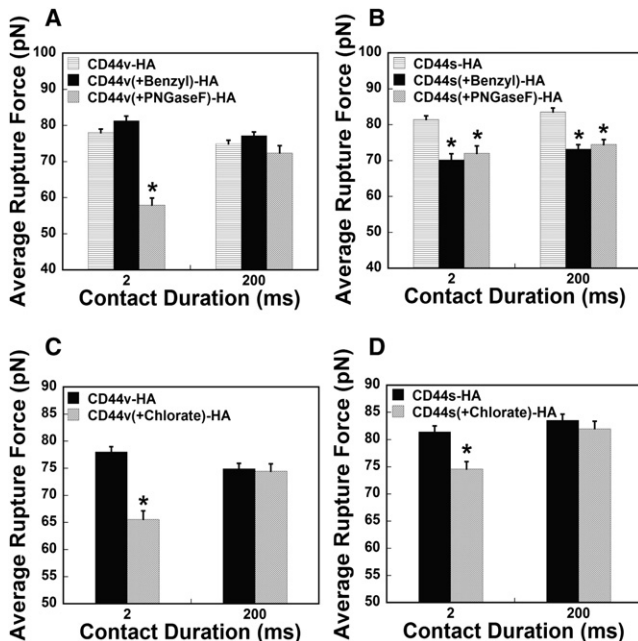 A
Average Rupture Force (pN)
100
90
80
70
60
50
40
CD44v-HA
CD44v(+Benzyl)-HA
CD44v(+PNGaseF)-HA
*
2
200
Contact Duration (ms)
B
Average Rupture Force (pN)
100
90
80
70
60
50
40
CD44s-HA
CD44s(+Benzyl)-HA
CD44s(+PNGaseF)-HA
* *
* *
2
200
Contact Duration (ms)
C
Average Rupture Force (pN)
90
85
80
75
70
65
60
55
50
CD44v-HA
CD44v(+Chlorate)-HA
*
2
200
Contact Duration (ms)
D
Average Rupture Force (pN)
90
85
80
75
70
65
60
55
50
CD44s-HA
CD44s(+Chlorate)-HA
*
2
200
Contact Duration (ms)